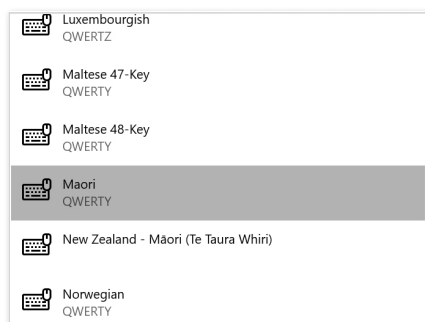 Luxembourgish
QWERTZ
Maltese 47-Key
QWERTY
Maltese 48-Key
QWERTY
Maori
QWERTY
New Zealand - Māori (Te Taura Whiri)
Norwegian
QWERTY